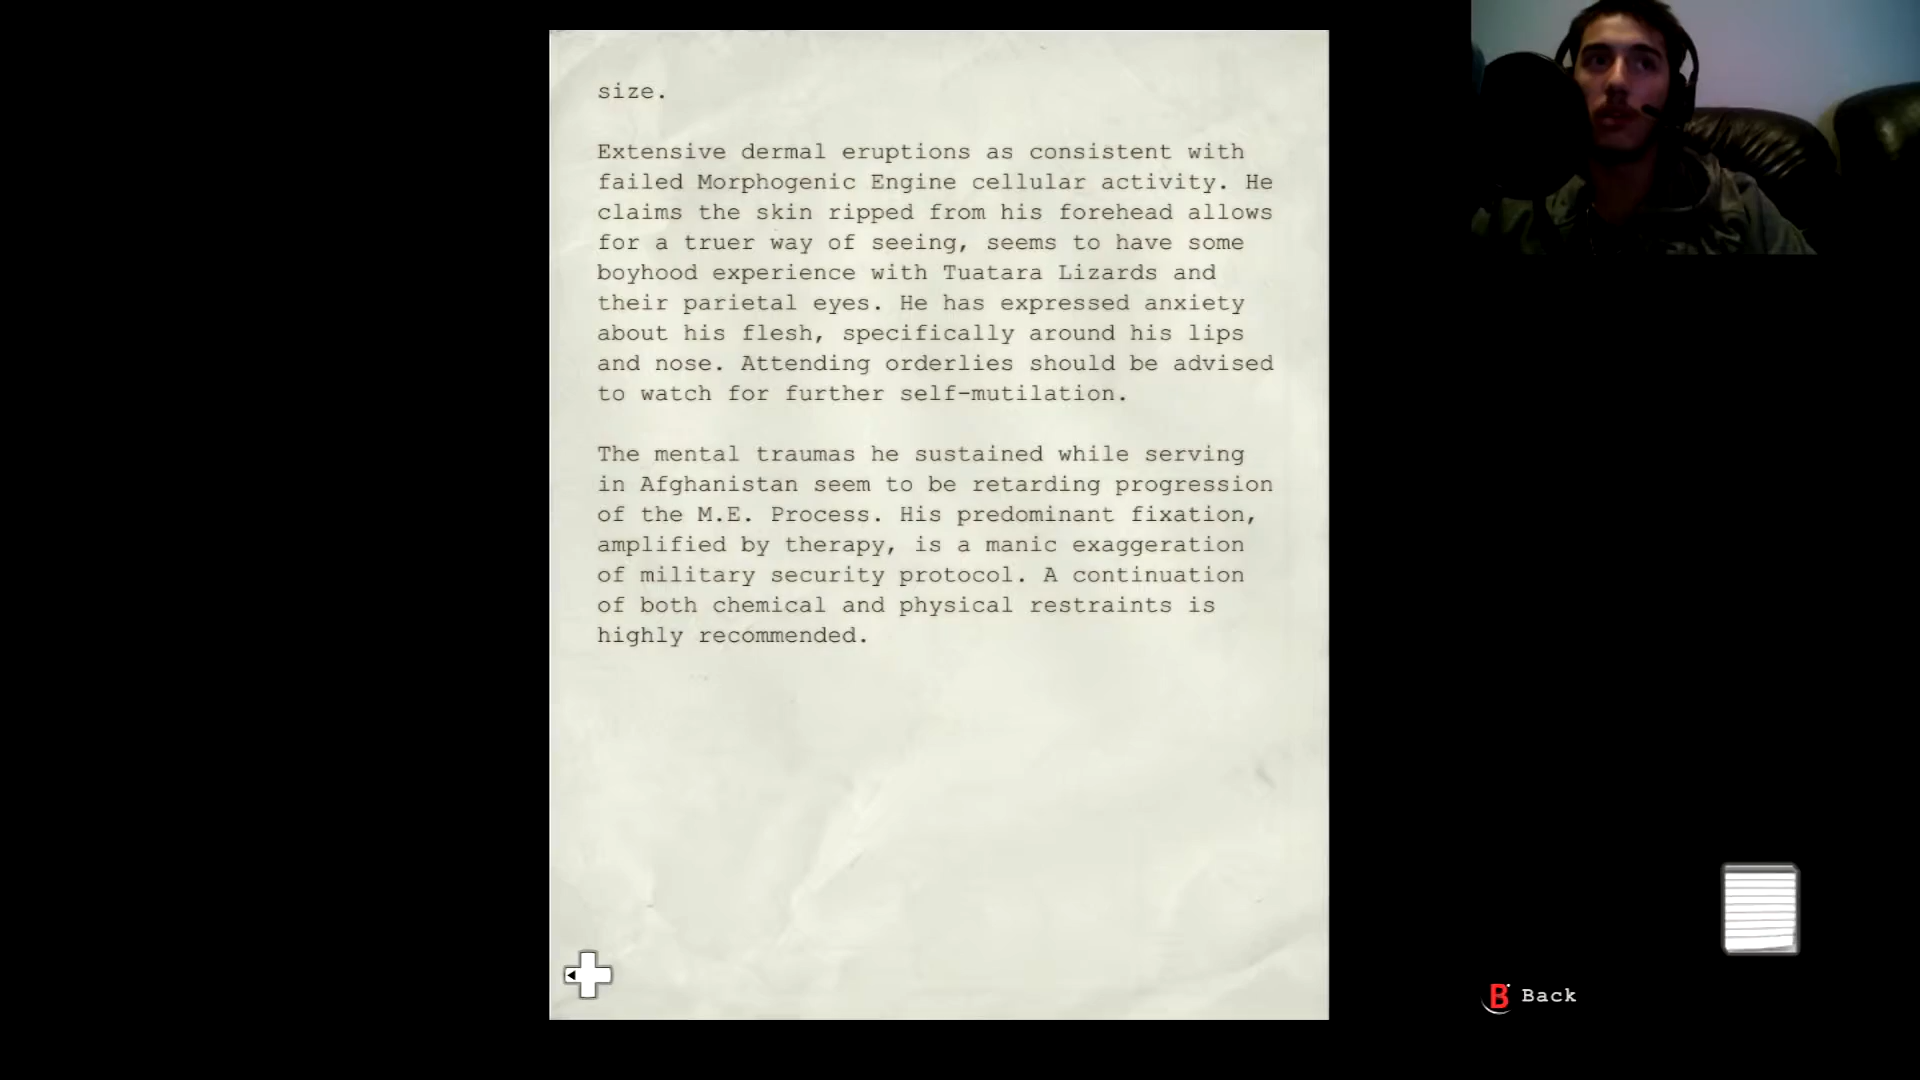 size.
Extensive dermal eruptions as consistent with
failed Morphogenic Engine cellular activity. He
claims the skin ripped from his forehead allows
for a truer way of seeing, seems to have some
boyhood experience with Tuatara Lizards and
their parietal eyes. He has expressed anxiety
about his flesh, specifically around his lips
and nose. Attending orderlies should be advised
to watch for further self-mutilation.
The mental traumas he sustained while serving
in Afghanistan seem to be retarding progression
of the M.E. Process. His predominant fixation,
amplified by therapy, is a manic exaggeration
of military security protocol. A continuation
of both chemical and physical restraints is
highly recommended.
B Back